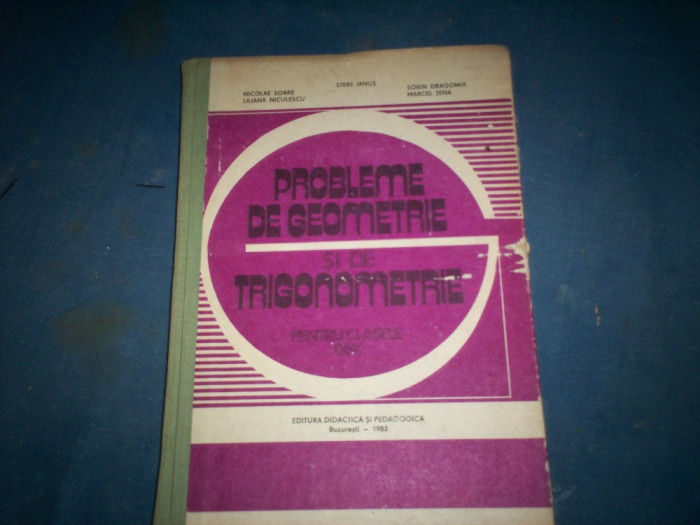 STERE IANUȘ
NICOLAE SOARE SORIN DRAGOMIR
LILIANA NICULESCU MARCEL ȚENA
PROBLEME
DE GEOMETRIE
ȘI DE
TRIGONOMETRIE
PENTRU CLASELE
EDITURA DIDACTICĂ ȘI PEDAGOGICA
București – 1983